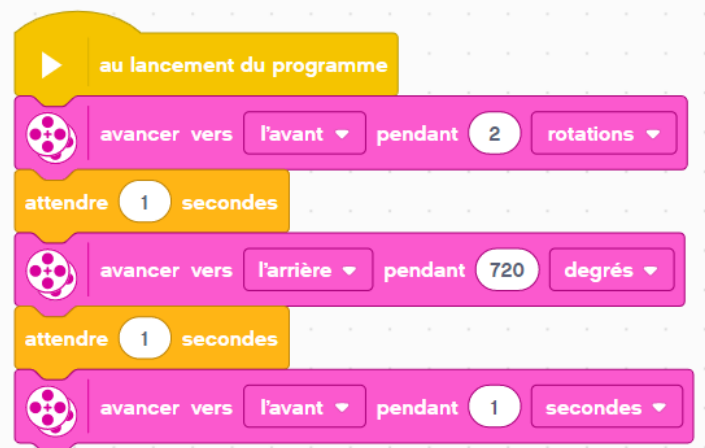 au lancement du programme
avancer vers l'avant pendant 2 rotations
attendre 1 secondes
avancer vers l'arrière pendant 720 degrés
attendre 1 secondes
avancer vers l'avant pendant 1 secondes